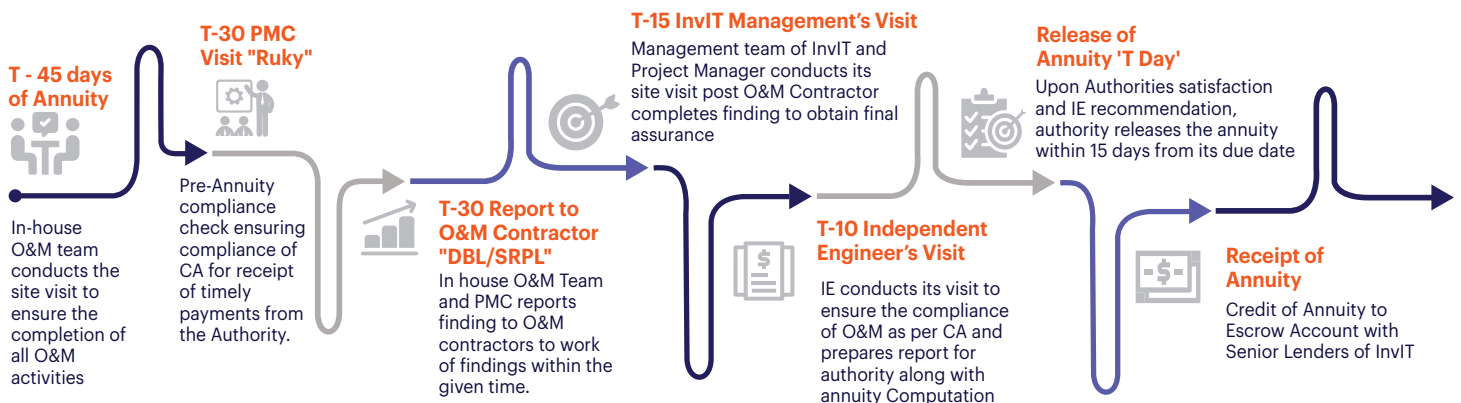 T - 45 days
of Annuity
In-house
O&M team
conducts the
site visit to
ensure the
completion of
all O&M
activities
T-30 PMC
Visit "Ruky"
Pre-Annuity
compliance
check ensuring
compliance of
CA for receipt
of timely
payments from
the Authority.
T-30 Report to
O&M Contractor
"DBL/SRPL"
In house O&M Team
and PMC reports
finding to O&M
contractors to work
of findings within the
given time.
T-15 InvIT Management’s Visit
Management team of InvIT and
Project Manager conducts its
site visit post O&M Contractor
completes finding to obtain final
assurance
T-10 Independent
Engineer’s Visit
IE conducts its visit to
ensure the compliance
of O&M as per CA and
prepares report for
authority along with
annuity Computation
Release of
Annuity 'T Day'
Upon Authorities satisfaction
and IE recommendation,
authority releases the annuity
within 15 days from its due date
Receipt of
Annuity
Credit of Annuity to
Escrow Account with
Senior Lenders of InvIT